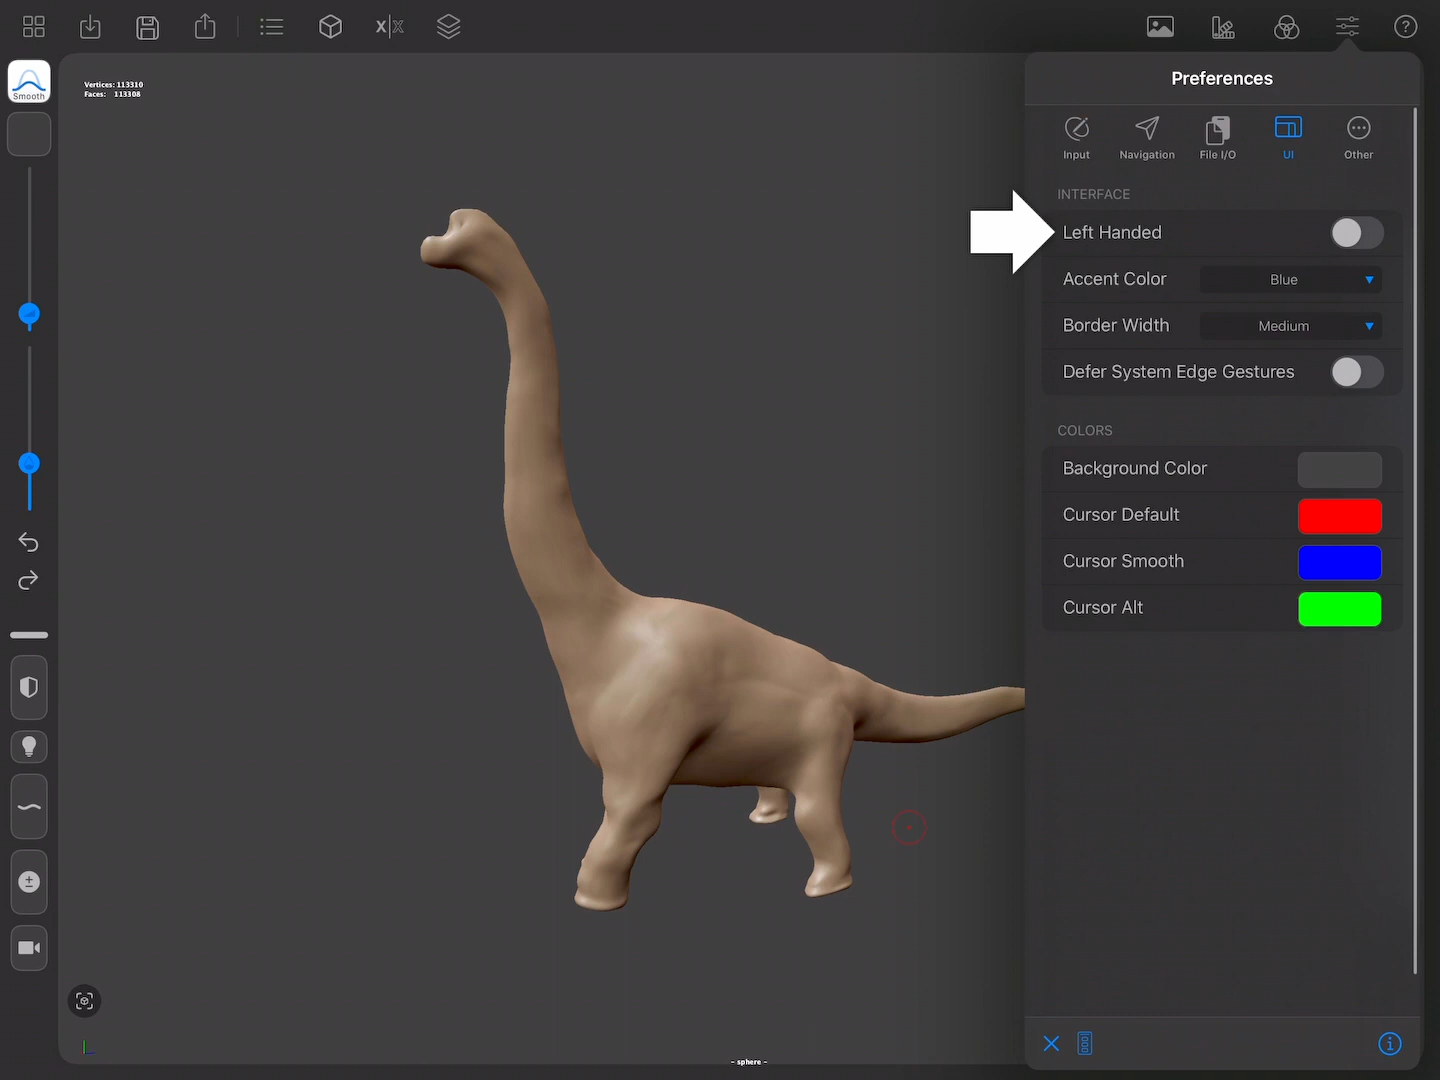 X|X
Smooth
Vertices: 113310
Faces: 113308
Preferences
Input
Navigation
File I/O
UI
Other
INTERFACE
Left Handed
Accent Color
Blue
Border Width
Medium
Defer System Edge Gestures
COLORS
Background Color
Cursor Default
Cursor Smooth
Cursor Alt
- sphere -